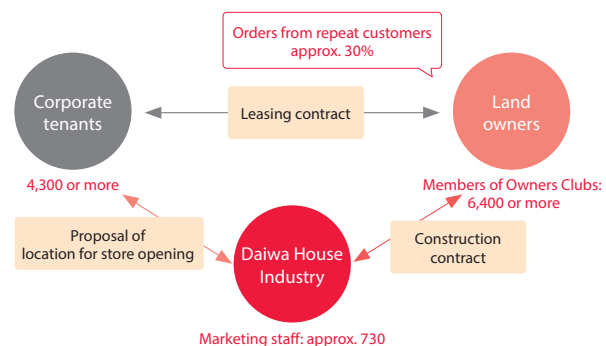 Orders from repeat customers
approx. 30%
Corporate
tenants
Leasing contract
Land
owners
4,300 or more
Members of Owners Clubs:
6,400 or more
Proposal of
location for store opening
Daiwa House
Industry
Construction
contract
Marketing staff: approx. 730